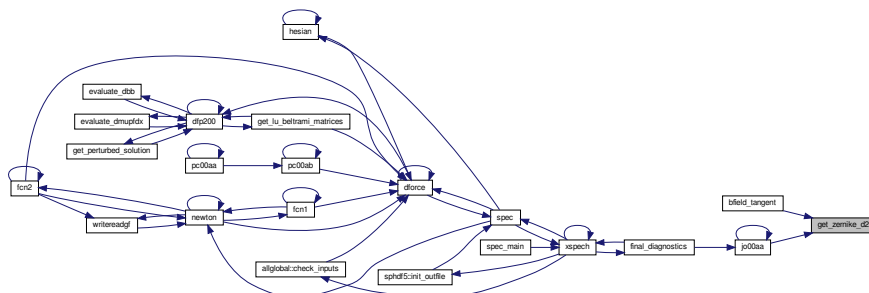 hesian
evaluate_dbb
evaluate_dmupfdx
dfp200
get_lu_beltrami_matrices
get_perturbed_solution
pc00aa
pc00ab
fcn2
dforce
newton
fcn1
writereadgf
spec
bfield_tangent
get_zernike_d2
spec_main
xspech
final_diagnostics
jo00aa
allglobal::check_inputs
sphdf5::init_outfile